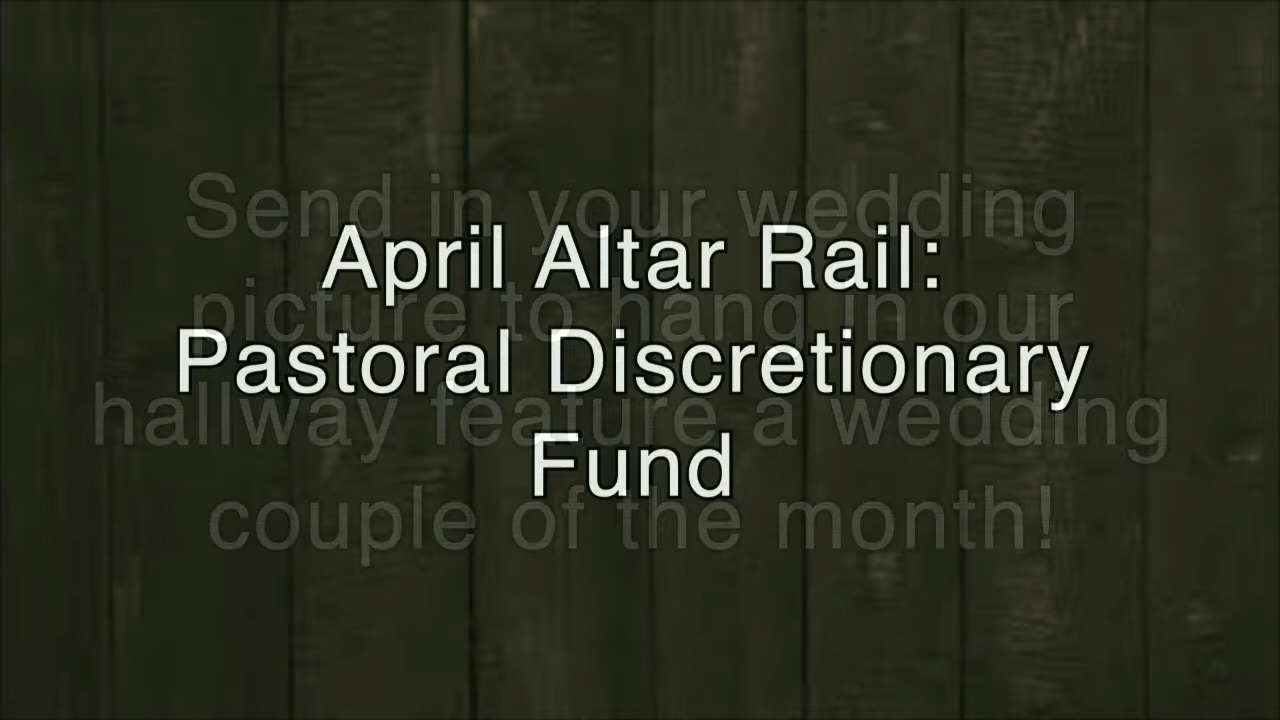 April Altar Rail:
Pastoral Discretionary
Fund
Send in your wedding
picture to hang in our
hallway feature a wedding
couple of the month!